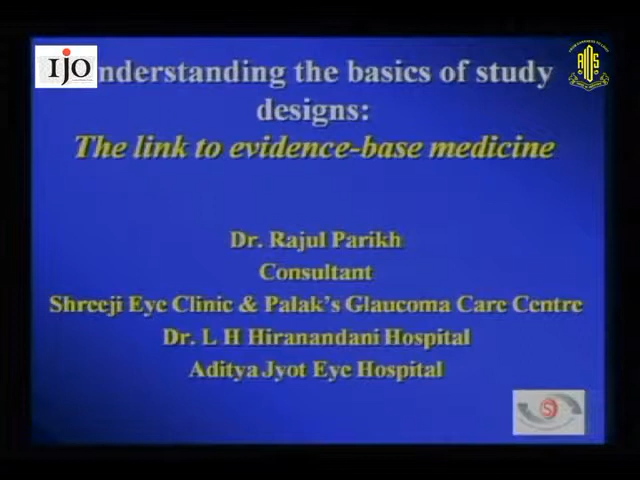 IJO
nderstanding the basics of study
designs:
The link to evidence-base medicine
Dr. Rajul Parikh
Consultant
Shreeji Eye Clinic & Palak's Glaucoma Care Centre
Dr. L H Hiranandani Hospital
Aditya Jyot Eye Hospital